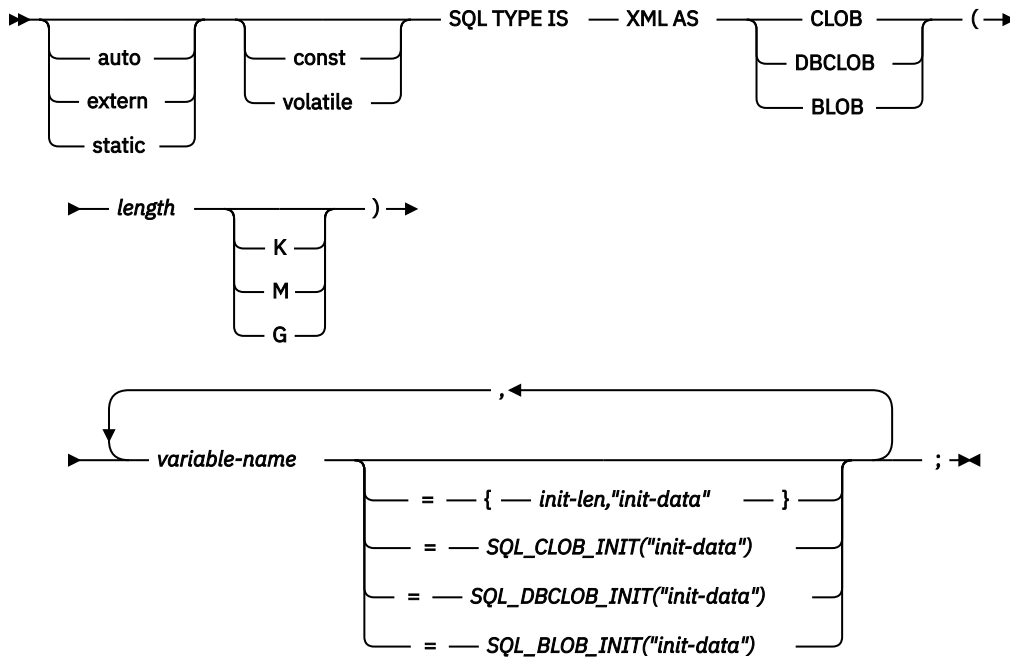 SQL TYPE IS XML AS CLOB (
auto const DBCLOB
extern volatile BLOB
static
length )
K
M
G
,
variable-name ;
= { init-len,"init-data" }
= SQL_CLOB_INIT("init-data")
= SQL_DBCLOB_INIT("init-data")
= SQL_BLOB_INIT("init-data")